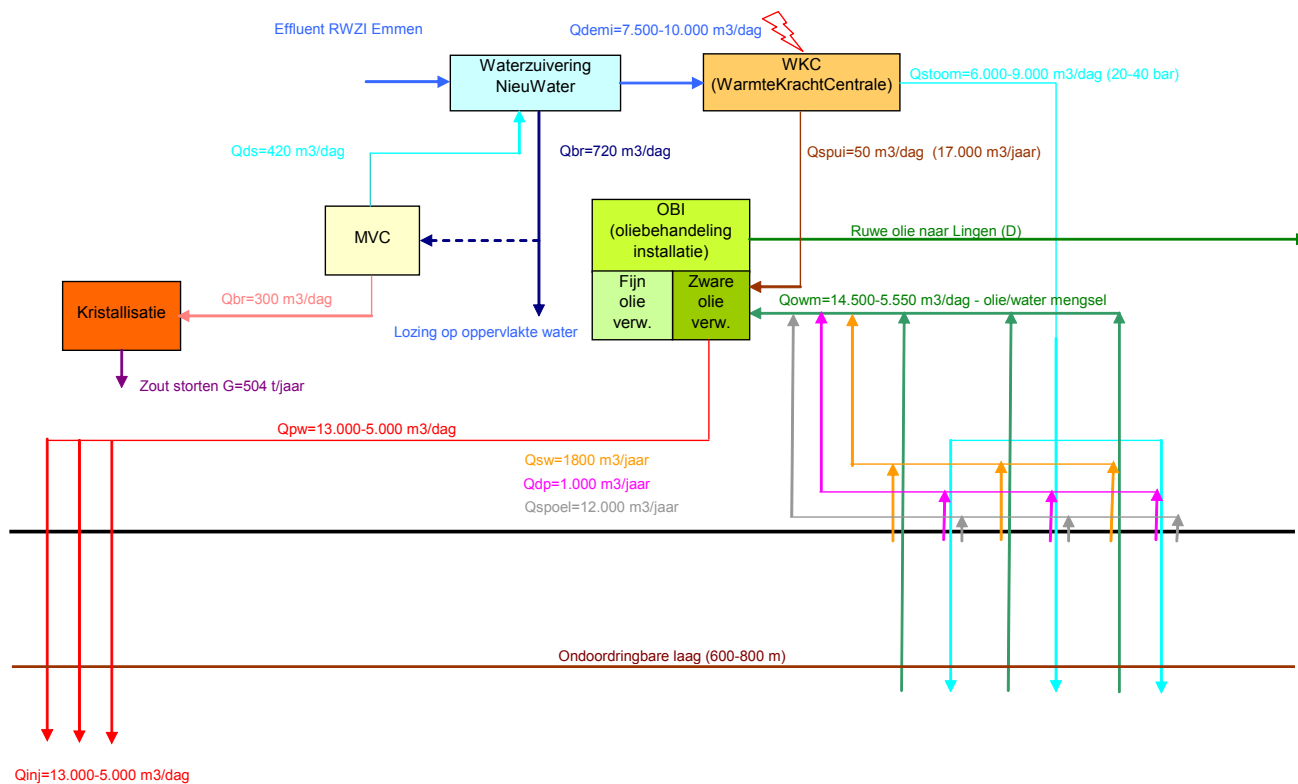 Effluent RWZI Emmen
Qdemi=7.500-10.000 m3/dag
Waterzuivering
NieuWater
WKC
(WarmteKrachtCentrale)
Qstoom=6.000-9.000 m3/dag (20-40 bar)
Qds=420 m3/dag
Qbr=720 m3/dag
Qspui=50 m3/dag (17.000 m3/jaar)
MVC
OBI
(oliebehandeling
installatie)
Ruwe olie naar Lingen (D)
Fijn
olie
verw.
Zware
olie
verw.
Qowm=14.500-5.550 m3/dag - olie/water mengsel
Qbr=300 m3/dag
Kristallisatie
Lozing op oppervlakte water
Zout storten G=504 t/jaar
Qpw=13.000-5.000 m3/dag
Qsw=1800 m3/jaar
Qdp=1.000 m3/jaar
Qspoel=12.000 m3/jaar
Ondoordringbare laag (600-800 m)
Qinj=13.000-5.000 m3/dag